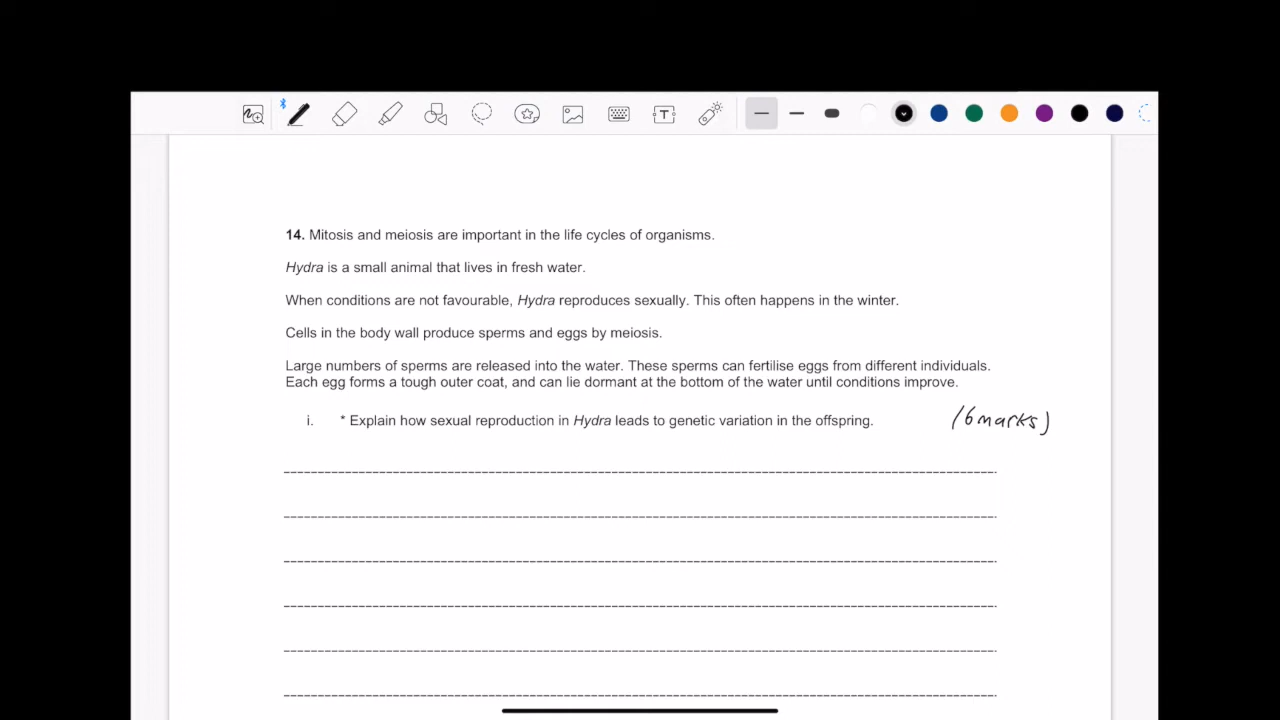 14. Mitosis and meiosis are important in the life cycles of organisms.
Hydra is a small animal that lives in fresh water.
When conditions are not favourable, Hydra reproduces sexually. This often happens in the winter.
Cells in the body wall produce sperms and eggs by meiosis.
Large numbers of sperms are released into the water. These sperms can fertilise eggs from different individuals.
Each egg forms a tough outer coat, and can lie dormant at the bottom of the water until conditions improve.
i. * Explain how sexual reproduction in Hydra leads to genetic variation in the offspring. (6 marks)